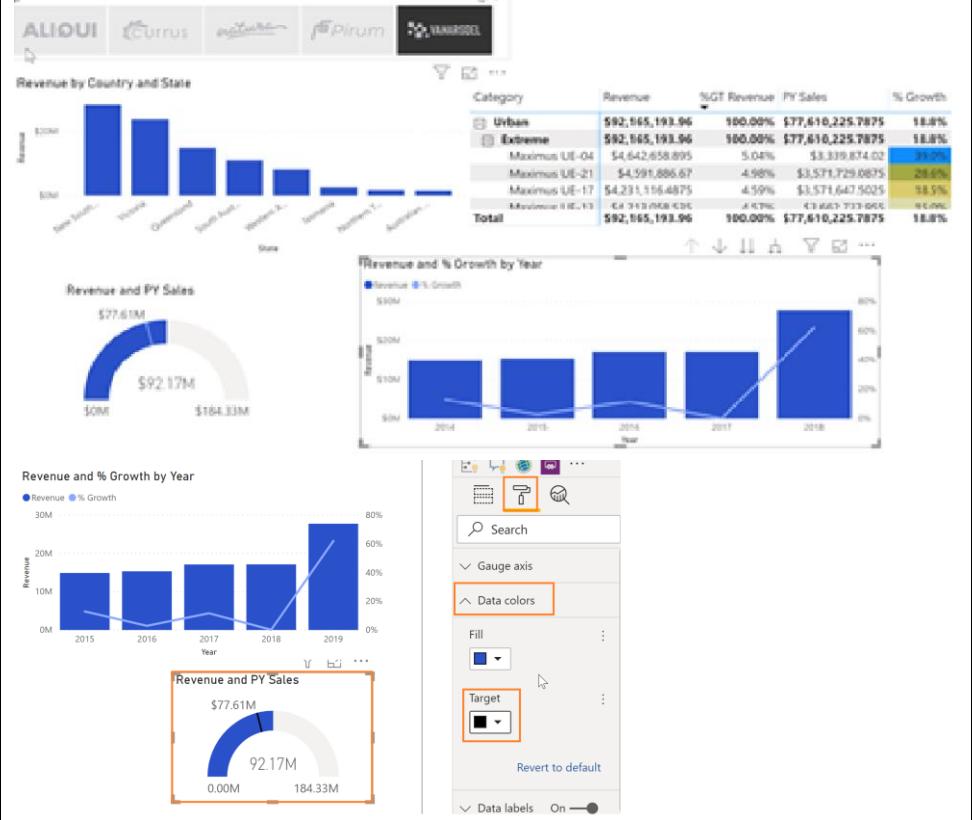 ALIQUI
Currus
natura
Pirum
VANARSDEL
Revenue by Country and State
Revenue
$20M
$0M
New South...
Victoria
Queensland
South Aust...
Western A...
Tasmania
Northern T...
Australian ...
State
Category Revenue %GT Revenue PY Sales % Growth
Urban $92,165,193.96 100.00% $77,610,225.7875 18.8%
Extreme $92,165,193.96 100.00% $77,610,225.7875 18.8%
Maximus UE-04 $4,642,658.895 5.04% $3,339,874.02 39.0%
Maximus UE-21 $4,591,886.67 4.98% $3,571,729.0875 28.6%
Maximus UE-17 $4,231,116.4875 4.59% $3,571,647.5025 18.5%
Total $92,165,193.96 100.00% $77,610,225.7875 18.8%
Revenue and PY Sales
$77.61M
$92.17M
$0M $184.33M
Revenue and % Growth by Year
Revenue % Growth
Revenue
$30M 80%
60%
$20M
40%
$10M
20%
$0M 0%
2014 2015 2016 2017 2018
Year
Revenue and % Growth by Year
Revenue % Growth
Revenue
30M 80%
60%
20M
40%
10M
20%
0M 0%
2015 2016 2017 2018 2019
Year
Revenue and PY Sales
$77.61M
92.17M
0.00M 184.33M
Search
Gauge axis
Data colors
Fill
Target
Revert to default
Data labels On